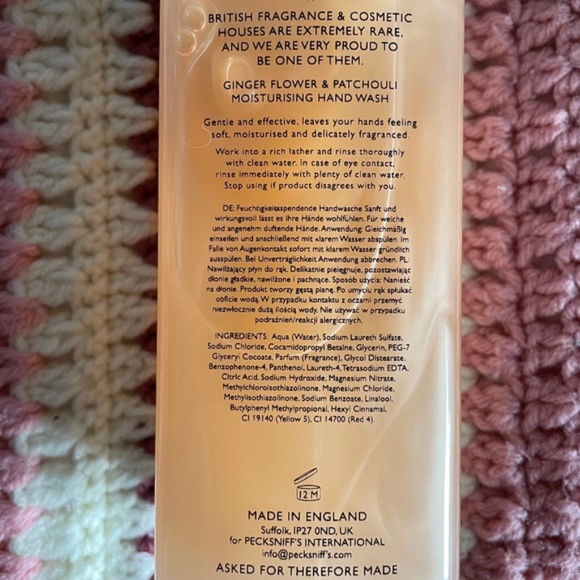 BRITISH FRAGRANCE & COSMETIC
HOUSES ARE EXTREMELY RARE,
AND WE ARE VERY PROUD TO
BE ONE OF THEM.
GINGER FLOWER & PATCHOULI
MOISTURISING HAND WASH
Gentle and effective, leaves your hands feeling
soft, moisturised and delicately fragranced.
Work into a rich lather and rinse thoroughly
with clean water. In case of eye contact,
rinse immediately with plenty of clean water.
Stop using if product disagrees with you.
DE: Feuchtigkeitsspendende Handwasche Sanft und
wirkungsvoll lässt es ihre Hände wohlfühlen. Für weiche
und angenehm duftende Hände. Anwendung: Gleichmäßig
einseifen und anschließend mit klarem Wasser abspülen. Im
Falle von Augenkontakt sofort mit klarem Wasser gründlich
ausspülen. Bei Unverträglichkeit Anwendung abbrechen. PL:
Nawilżający płyn do rąk. Delikatnie pielęgnuje, pozostawiając
dłonie gładkie, nawilżone i pachnące. Sposób użycia: Nanieść
na dłonie. Produkt tworzy gęstą pianę. Po umyciu rąk spłukać
obficie wodą. W przypadku kontaktu z oczami przemyć
niezwłocznie dużą ilością wody. Nie używać w przypadku
podrażnień/reakcji alergicznych.
INGREDIENTS: Aqua (Water), Sodium Laureth Sulfate,
Sodium Chloride, Cocamidopropyl Betaine, Glycerin, PEG-7
Glyceryl Cocoate, Parfum (Fragrance), Glycol Distearate,
Benzophenone-4, Panthenol, Laureth-4, Tetrasodium EDTA,
Citric Acid, Sodium Hydroxide, Magnesium Nitrate,
Methylchloroisothiazolinone, Magnesium Chloride,
Methylisothiazolinone, Sodium Benzoate, Linalool,
Butylphenyl Methylpropional, Hexyl Cinnamal,
CI 19140 (Yellow 5), CI 14700 (Red 4).
12 M
MADE IN ENGLAND
Suffolk, IP27 0ND, UK
for PECKSNIFF'S INTERNATIONAL
info@pecksniff's.com
ASKED FOR THEREFORE MADE